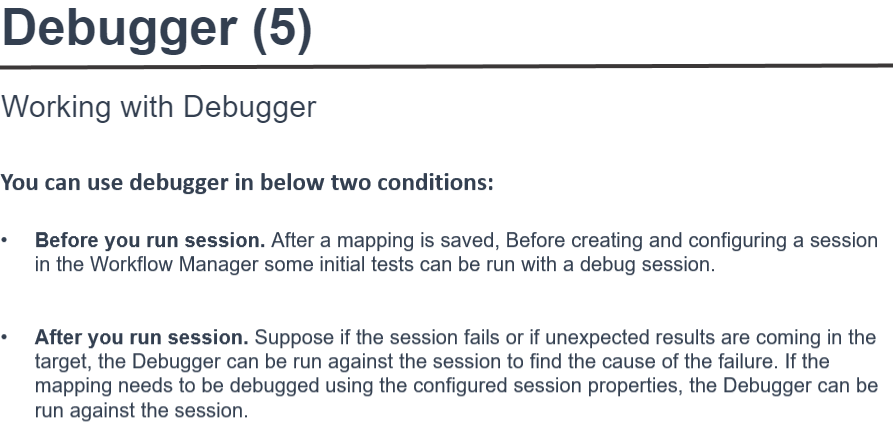 Debugger (5)
Working with Debugger
You can use debugger in below two conditions:
• Before you run session. After a mapping is saved, Before creating and configuring a session
in the Workflow Manager some initial tests can be run with a debug session.
• After you run session. Suppose if the session fails or if unexpected results are coming in the
target, the Debugger can be run against the session to find the cause of the failure. If the
mapping needs to be debugged using the configured session properties, the Debugger can be
run against the session.